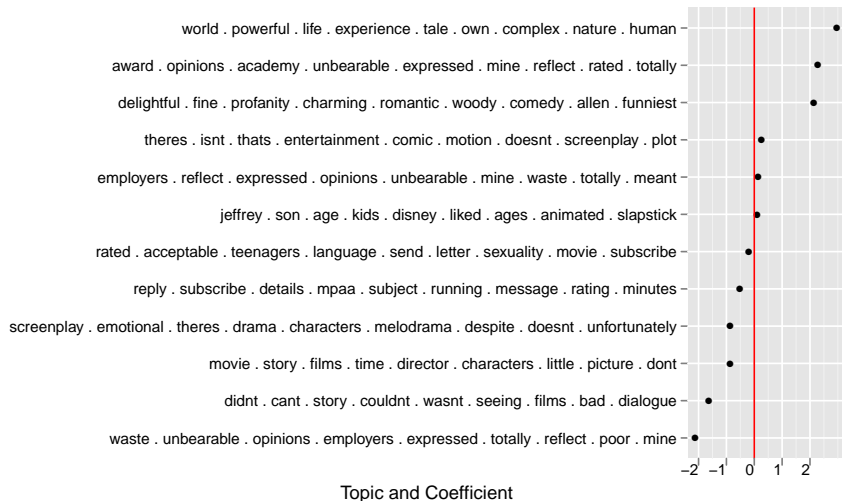 world . powerful . life . experience . tale . own . complex . nature . human
award . opinions . academy . unbearable . expressed . mine . reflect . rated . totally
delightful . fine . profanity . charming . romantic . woody . comedy . allen . funniest
theres . isnt . thats . entertainment . comic . motion . doesnt . screenplay . plot
employers . reflect . expressed . opinions . unbearable . mine . waste . totally . meant
jeffrey . son . age . kids . disney . liked . ages . animated . slapstick
rated . acceptable . teenagers . language . send . letter . sexuality . movie . subscribe
reply . subscribe . details . mpaa . subject . running . message . rating . minutes
screenplay . emotional . theres . drama . characters . melodrama . despite . doesnt . unfortunately
movie . story . films . time . director . characters . little . picture . dont
didnt . cant . story . couldnt . wasnt . seeing . films . bad . dialogue
waste . unbearable . opinions . employers . expressed . totally . reflect . poor . mine
−2 −1 0 1 2
Topic and Coefficient